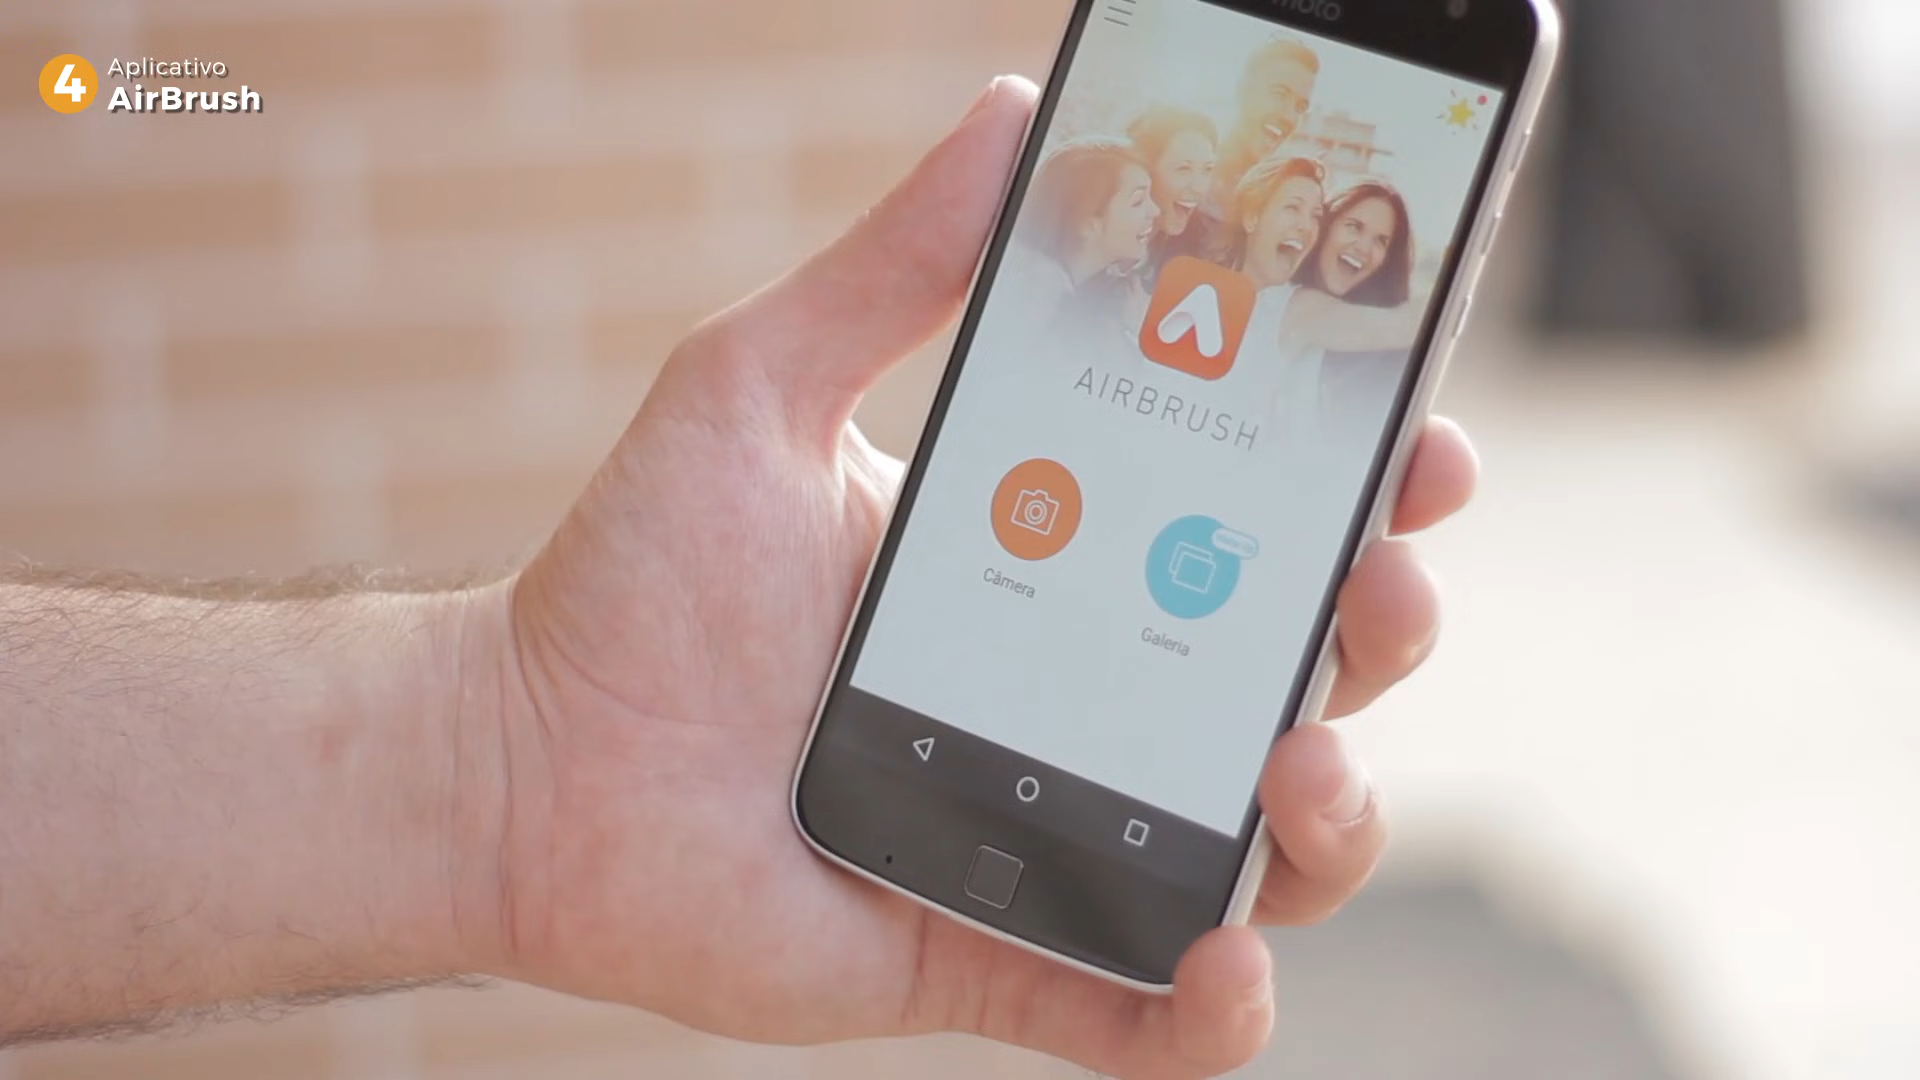 4
Aplicativo
AirBrush
moto
AIRBRUSH
Câmera
Galeria